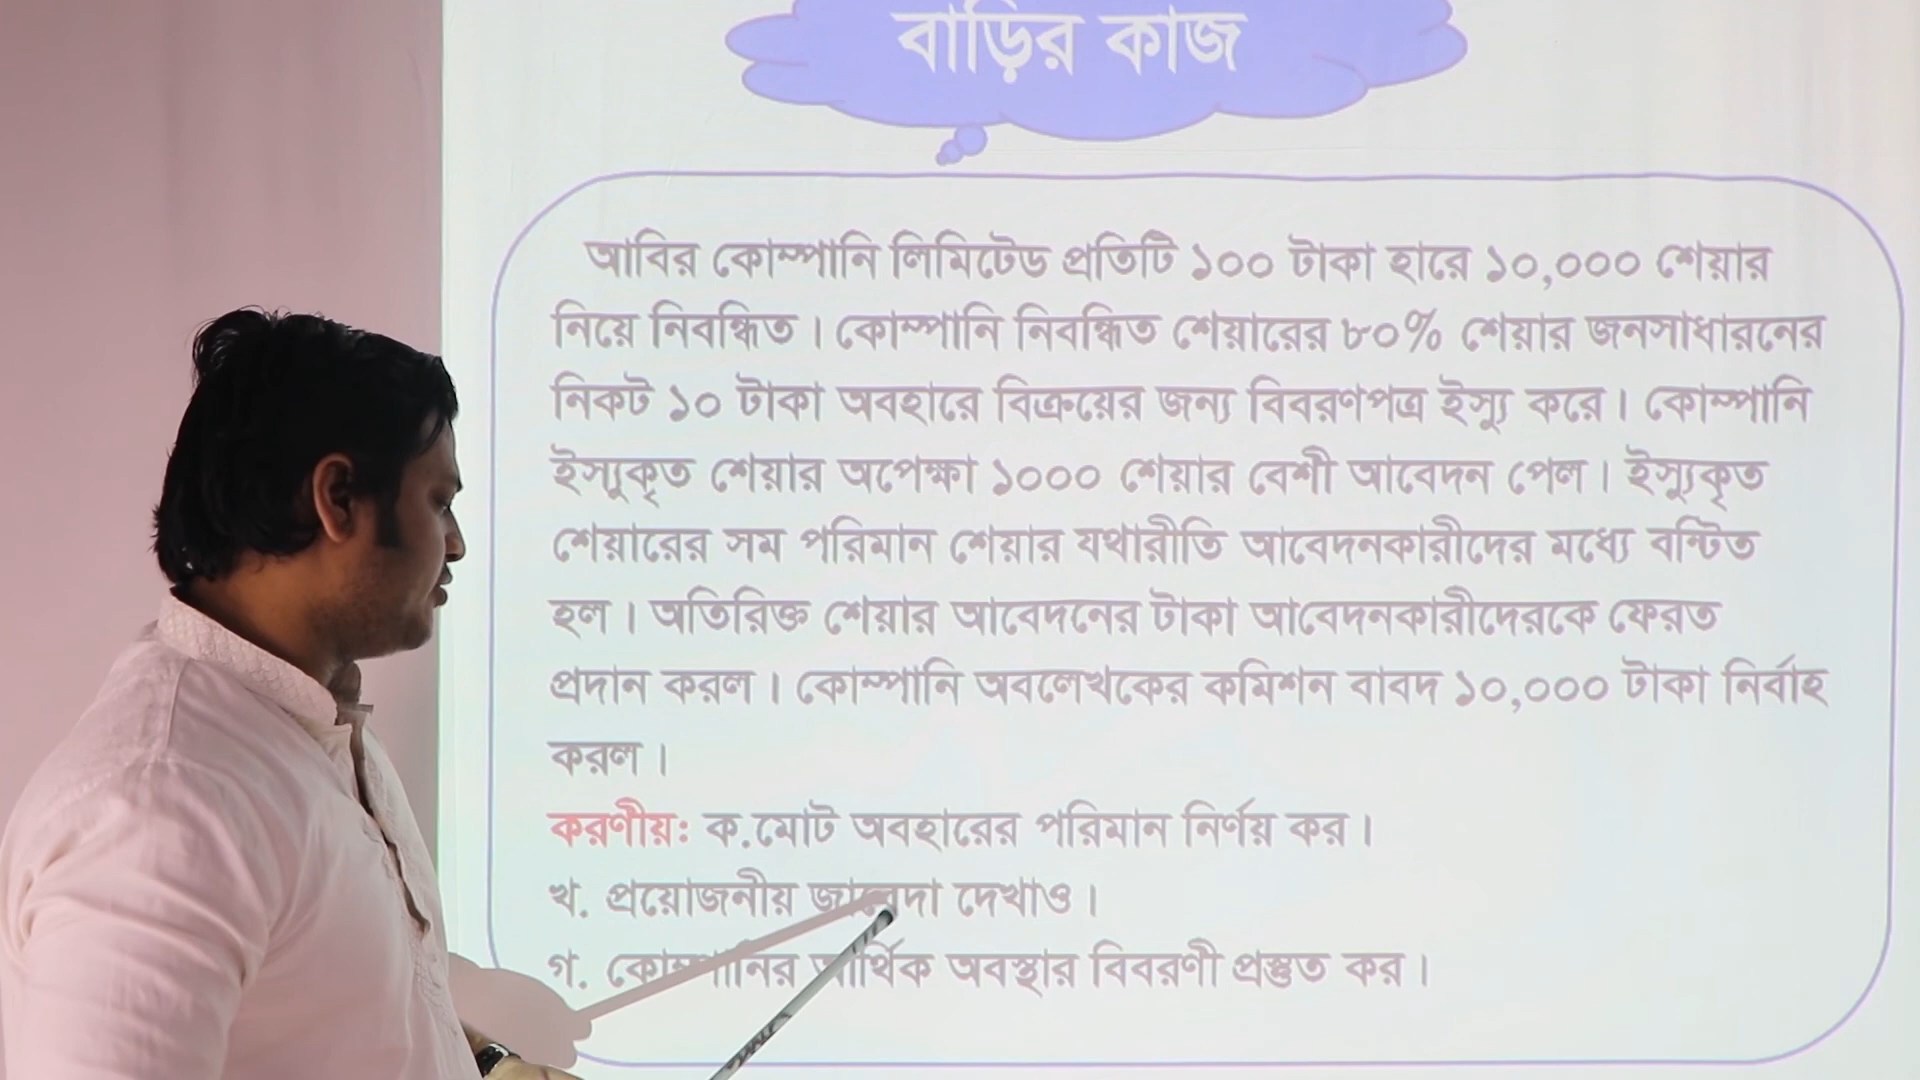 বাড়ির কাজ
আবির কোম্পানি লিমিটেড প্রতিটি ১০০ টাকা হারে ১০,০০০ শেয়ার
নিয়ে নিবন্ধিত। কোম্পানি নিবন্ধিত শেয়ারের ৮০% শেয়ার জনসাধারনের
নিকট ১০ টাকা অবহারে বিক্রয়ের জন্য বিবরণপত্র ইস্যু করে। কোম্পানি
ইস্যুকৃত শেয়ার অপেক্ষা ১০০০ শেয়ার বেশী আবেদন পেল। ইস্যুকৃত
শেয়ারের সম পরিমান শেয়ার যথারীতি আবেদনকারীদের মধ্যে বন্টিত
হল। অতিরিক্ত শেয়ার আবেদনের টাকা আবেদনকারীদেরকে ফেরত
প্রদান করল। কোম্পানি অবলেখকের কমিশন বাবদ ১০,০০০ টাকা নির্বাহ
করল।
করণীয়: ক.মোট অবহারের পরিমান নির্ণয় কর।
খ. প্রয়োজনীয় জাবেদা দেখাও।
গ. কোম্পানির আর্থিক অবস্থার বিবরণী প্রস্তুত কর।